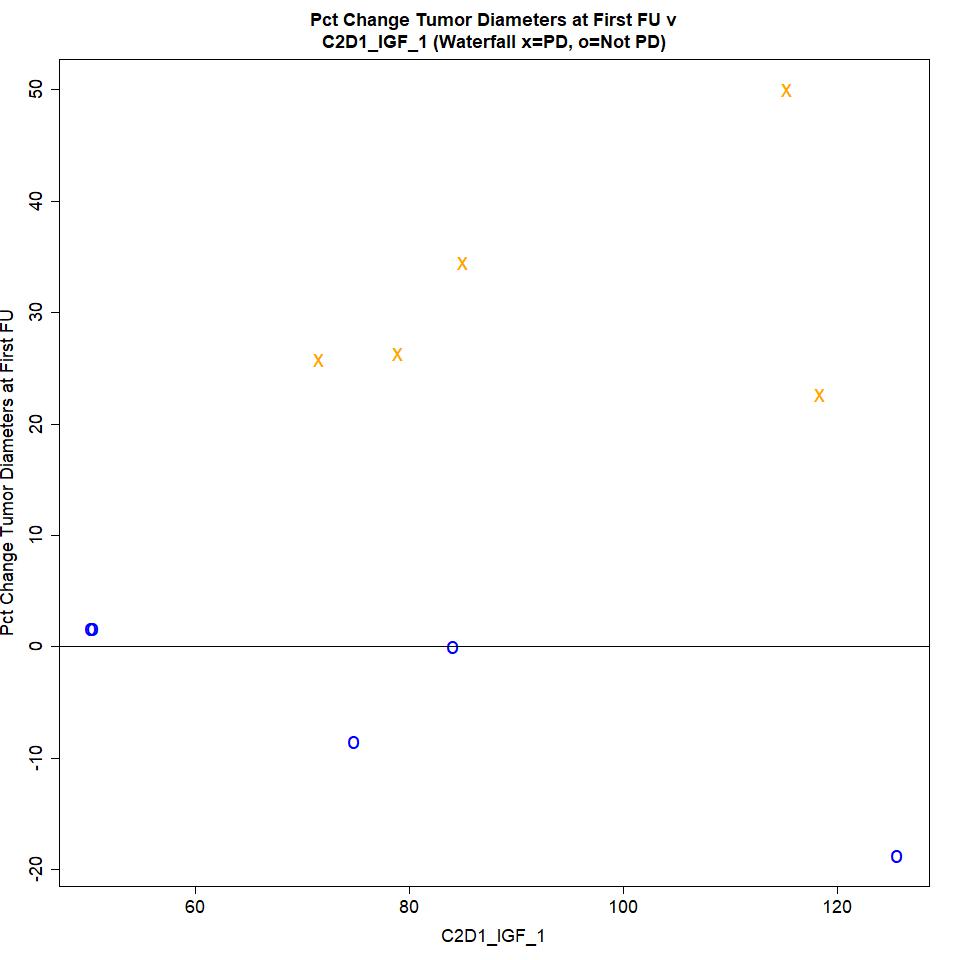 Pct Change Tumor Diameters at First FU v
C2D1_IGF_1 (Waterfall x=PD, o=Not PD)
Pct Change Tumor Diameters at First FU
50
40
30
20
10
0
-10
-20
x
x
x
x
x
o
o
o
o
60
80
100
120
C2D1_IGF_1